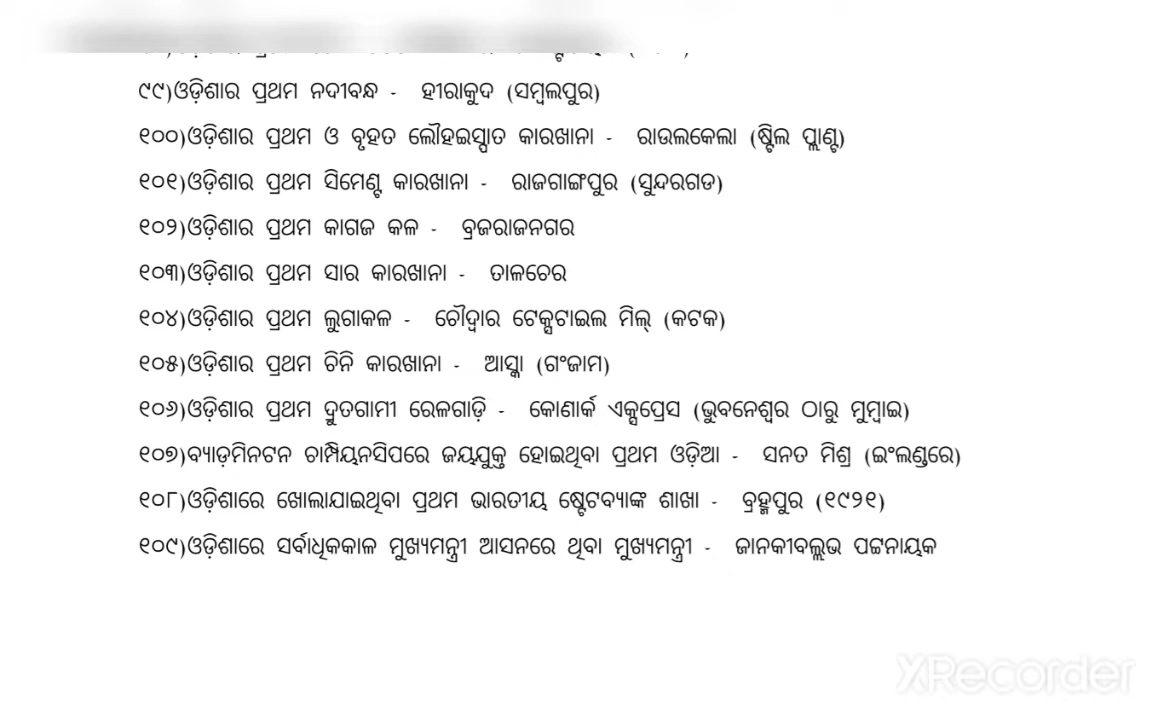 ୯୯)ଓଡ଼ିଶାର ପ୍ରଥମ ନଦୀବନ୍ଧ - ହୀରାକୁଦ (ସମ୍ବଲପୁର)
୧୦୦)ଓଡ଼ିଶାର ପ୍ରଥମ ଓ ବୃହତ ଲୌହଇସ୍ପାତ କାରଖାନା - ରାଉଲକେଲା (ଷ୍ଟିଲ ପ୍ଲାଣ୍ଟ)
୧୦୧)ଓଡ଼ିଶାର ପ୍ରଥମ ସିମେଣ୍ଟ କାରଖାନା - ରାଜଗାଙ୍ଗପୁର (ସୁନ୍ଦରଗଡ)
୧୦୨)ଓଡ଼ିଶାର ପ୍ରଥମ କାଗଜ କଳ - ବ୍ରଜରାଜନଗର
୧୦୩)ଓଡ଼ିଶାର ପ୍ରଥମ ସାର କାରଖାନା - ତାଳଚେର
୧୦୪)ଓଡ଼ିଶାର ପ୍ରଥମ ଲୁଗାକଳ - ଚୌଦ୍ୱାର ଟେକ୍ସଟାଇଲ ମିଲ୍ (କଟକ)
୧୦୫)ଓଡ଼ିଶାର ପ୍ରଥମ ଚିନି କାରଖାନା - ଆସ୍କା (ଗଂଜାମ)
୧୦୬)ଓଡ଼ିଶାର ପ୍ରଥମ ଦ୍ରୁତଗାମୀ ରେଳଗାଡ଼ି - କୋଣାର୍କ ଏକ୍ସପ୍ରେସ (ଭୁବନେଶ୍ୱର ଠାରୁ ମୁମ୍ବାଇ)
୧୦୭)ବ୍ୟାଡ଼ମିନଟନ ଚାମ୍ପିୟନସିପରେ ଜୟଯୁକ୍ତ ହୋଇଥିବା ପ୍ରଥମ ଓଡ଼ିଆ - ସନତ ମିଶ୍ର (ଇଂଲଣ୍ଡରେ)
୧୦୮)ଓଡ଼ିଶାରେ ଖୋଲାଯାଇଥିବା ପ୍ରଥମ ଭାରତୀୟ ଷ୍ଟେଟବ୍ୟାଙ୍କ ଶାଖା - ବ୍ରହ୍ମପୁର (୧୯୨୧)
୧୦୯)ଓଡ଼ିଶାରେ ସର୍ବାଧିକକାଳ ମୁଖ୍ୟମନ୍ତ୍ରୀ ଆସନରେ ଥିବା ମୁଖ୍ୟମନ୍ତ୍ରୀ - ଜାନକୀବଲ୍ଲଭ ପଟ୍ଟନାୟକ
XRecorder